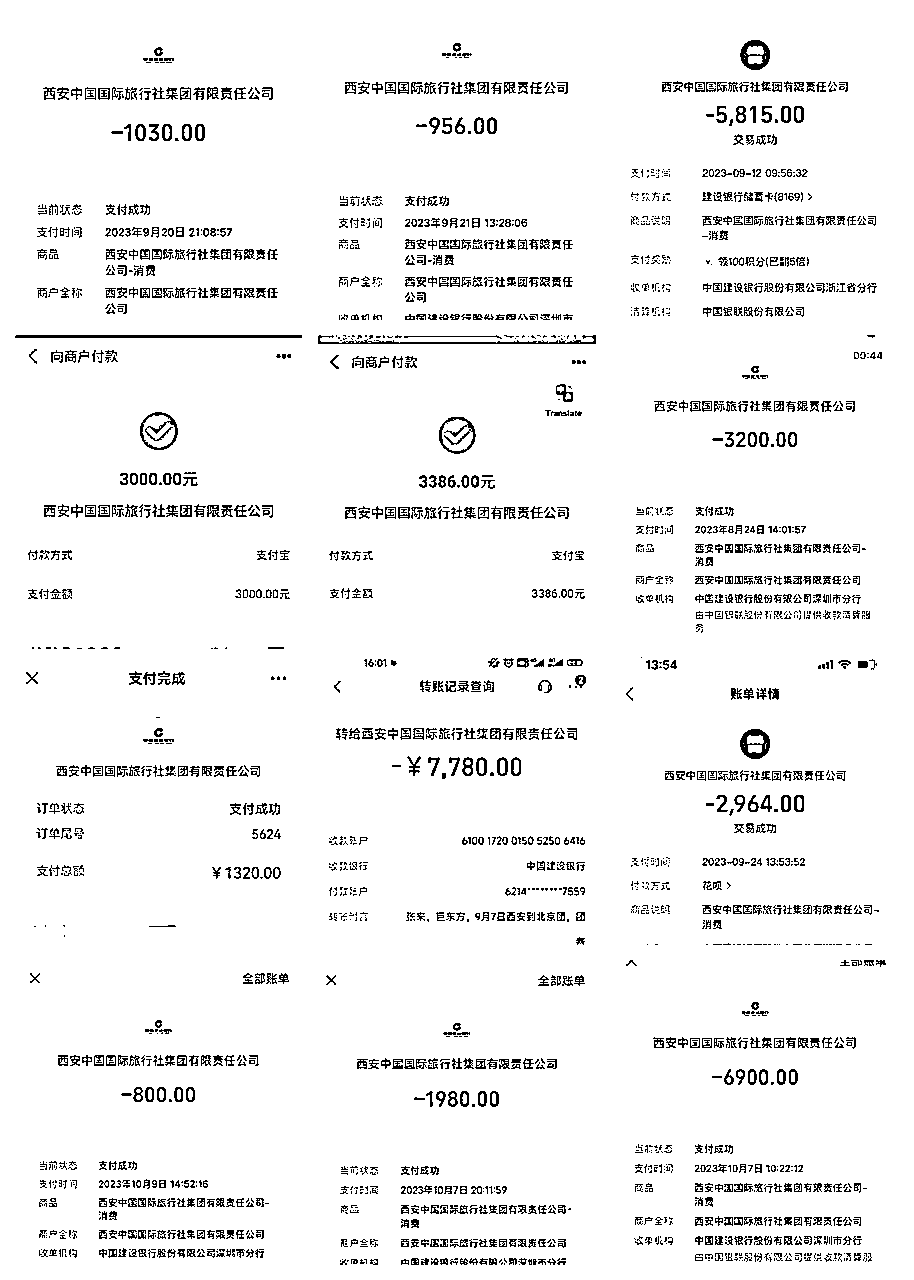 西安中国国际旅行社集团有限责任公司
-1030.00
当前状态 支付成功
支付时间 2023年9月20日 21:08:57
商品 西安中国国际旅行社集团有限责任
公司-消费
商户全称 西安中国国际旅行社集团有限责任
公司
西安中国国际旅行社集团有限责任公司
-956.00
当前状态 支付成功
支付时间 2023年9月21日 13:28:06
商品 西安中国国际旅行社集团有限责任
公司-消费
商户全称 西安中国国际旅行社集团有限责任
公司
收单机构 中国建设银行股份有限公司深圳市
西安中国国际旅行社集团有限责任公司
-5,815.00
交易成功
支付时间 2023-09-12 09:56:32
付款方式 建设银行储蓄卡(8169) >
商品说明 西安中国国际旅行社集团有限责任公司
-消费
支付奖励 领100积分(已翻5倍)
收单机构 中国建设银行股份有限公司浙江省分行
清算机构 中国银联股份有限公司
向商户付款
3000.00元
西安中国国际旅行社集团有限责任公司
付款方式 支付宝
支付金额 3000.00元
向商户付款
Translate
3386.00元
西安中国国际旅行社集团有限责任公司
付款方式 支付宝
支付金额 3386.00元
00:44
西安中国国际旅行社集团有限责任公司
-3200.00
当前状态 支付成功
支付时间 2023年8月24日 14:01:57
商品 西安中国国际旅行社集团有限责任公司-
消费
商户全称 西安中国国际旅行社集团有限责任公司
收单机构 中国建设银行股份有限公司深圳市分行
由中国银联股份有限公司提供收款清算服
务
支付完成
西安中国国际旅行社集团有限责任公司
订单状态 支付成功
订单尾号 5624
支付总额 ￥1320.00
16:01
转账记录查询
2
转给西安中国国际旅行社集团有限责任公司
-￥7,780.00
收款账户 6100 1720 0150 5250 6416
收款银行 中国建设银行
付款账户 6214********7559
转账附言 张来，巨东方，9月7日西安到北京团，团
费
13:54
账单详情
西安中国国际旅行社集团有限责任公司
-2,964.00
交易成功
支付时间 2023-09-24 13:53:52
付款方式 花呗 >
商品说明 西安中国国际旅行社集团有限责任公司-
消费
全部账单
西安中国国际旅行社集团有限责任公司
-800.00
当前状态 支付成功
支付时间 2023年10月9日 14:52:16
商品 西安中国国际旅行社集团有限责任公司-
消费
商户全称 西安中国国际旅行社集团有限责任公司
收单机构 中国建设银行股份有限公司深圳市分行
全部账单
西安中国国际旅行社集团有限责任公司
-1980.00
当前状态 支付成功
支付时间 2023年10月7日 20:11:59
商品 西安中国国际旅行社集团有限责任公司-
消费
商户全称 西安中国国际旅行社集团有限责任公司
收单机构 中国建设银行股份有限公司深圳市分行
全部账单
西安中国国际旅行社集团有限责任公司
-6900.00
当前状态 支付成功
支付时间 2023年10月7日 10:22:12
商品 西安中国国际旅行社集团有限责任公司-
消费
商户全称 西安中国国际旅行社集团有限责任公司
收单机构 中国建设银行股份有限公司深圳市分行
由中国银联股份有限公司提供收款清算服